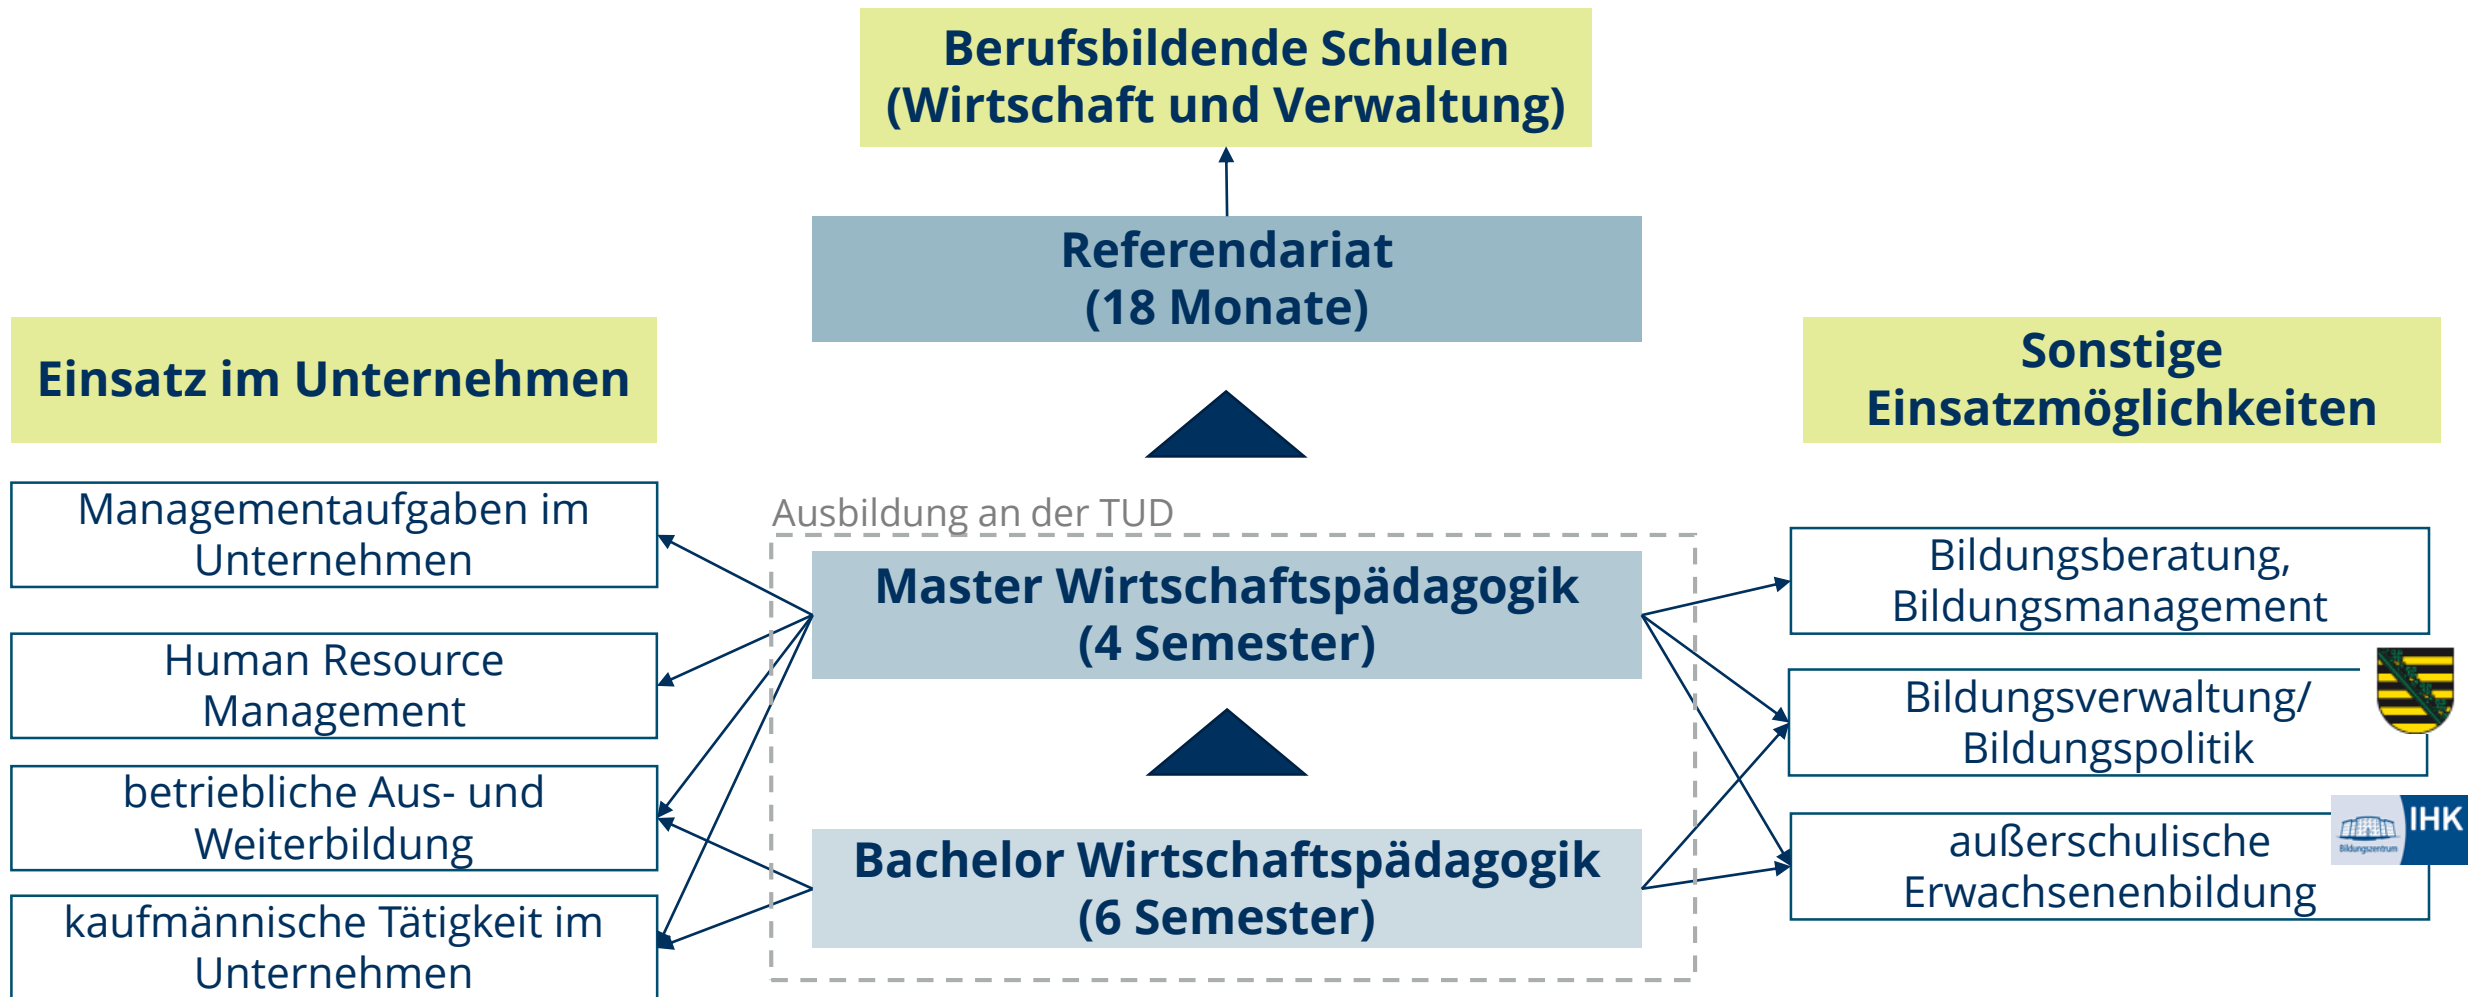 Berufsbildende Schulen
(Wirtschaft und Verwaltung)
Referendariat
(18 Monate)
Einsatz im Unternehmen
Managementaufgaben im
Unternehmen
Human Resource
Management
betriebliche Aus- und
Weiterbildung
kaufmännische Tätigkeit im
Unternehmen
Ausbildung an der TUD
Master Wirtschaftspädagogik
(4 Semester)
Bachelor Wirtschaftspädagogik
(6 Semester)
Sonstige
Einsatzmöglichkeiten
Bildungsberatung,
Bildungsmanagement
Bildungsverwaltung/
Bildungspolitik
außerschulische
Erwachsenenbildung
IHK
Bildungszentrum